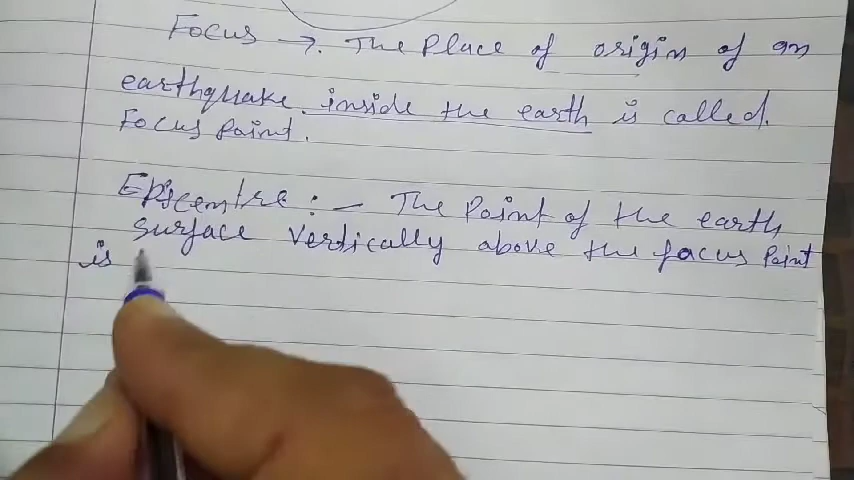 Focus →. The Place of origin of an
earthquake. inside the earth is called.
Focus Point.
Epicentre :- The Point of the earth
surface vertically above the focus Point
is